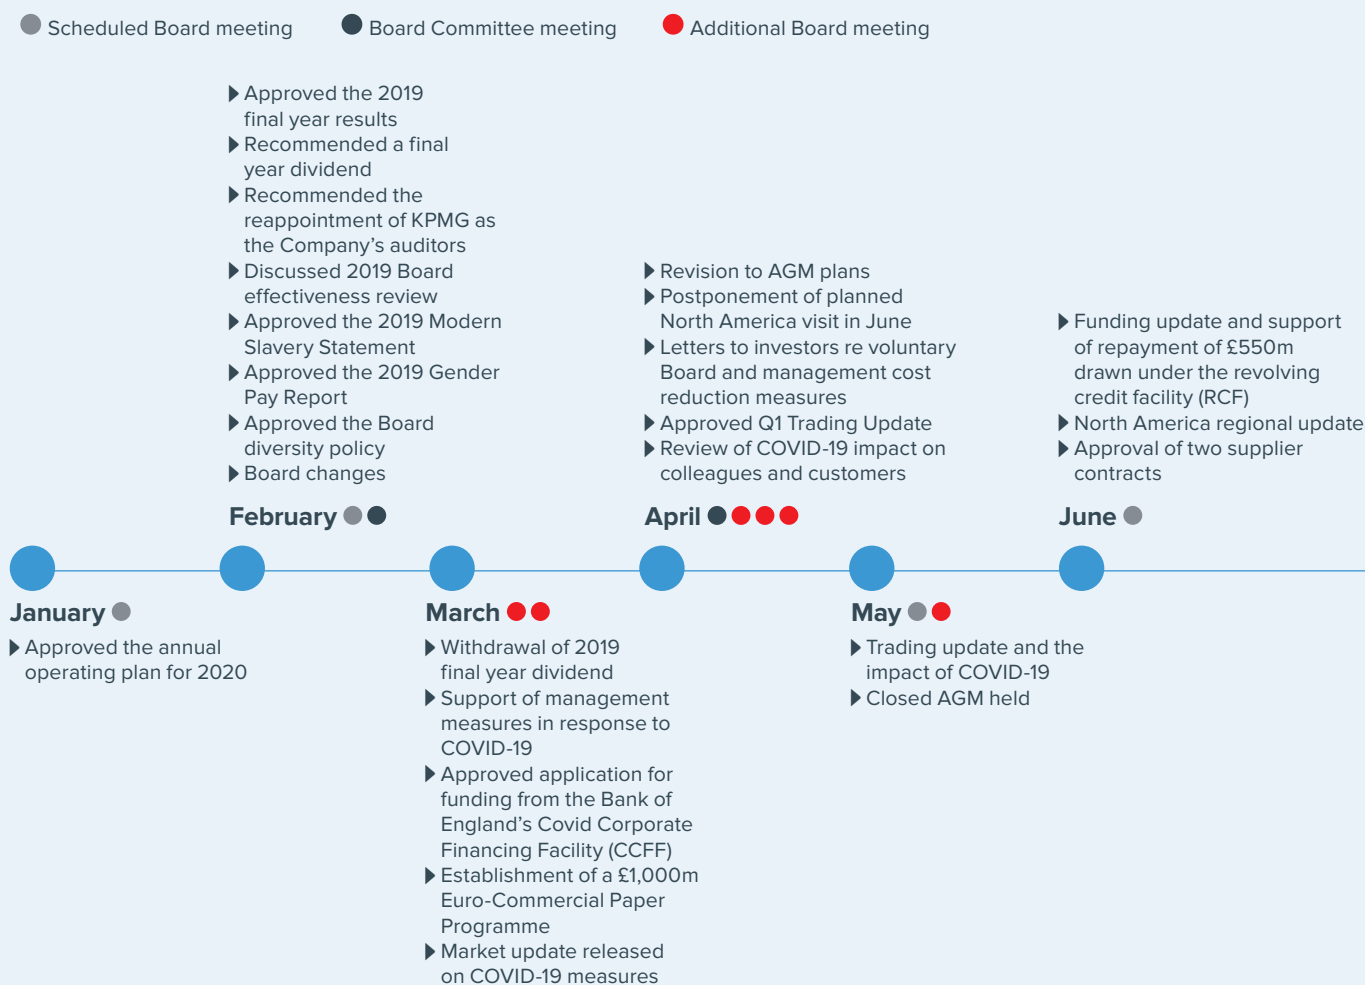 Scheduled Board meeting
Board Committee meeting
Additional Board meeting
Approved the 2019
final year results
Recommended a final
year dividend
Recommended the
reappointment of KPMG as
the Company’s auditors
Discussed 2019 Board
effectiveness review
Approved the 2019 Modern
Slavery Statement
Approved the 2019 Gender
Pay Report
Approved the Board
diversity policy
Board changes
February
Revision to AGM plans
Postponement of planned
North America visit in June
Letters to investors re voluntary
Board and management cost
reduction measures
Approved Q1 Trading Update
Review of COVID-19 impact on
colleagues and customers
April
Funding update and support
of repayment of £550m
drawn under the revolving
credit facility (RCF)
North America regional update
Approval of two supplier
contracts
June
January
Approved the annual
operating plan for 2020
March
Withdrawal of 2019
final year dividend
Support of management
measures in response to
COVID-19
Approved application for
funding from the Bank of
England’s Covid Corporate
Financing Facility (CCFF)
Establishment of a £1,000m
Euro-Commercial Paper
Programme
Market update released
on COVID-19 measures
May
Trading update and the
impact of COVID-19
Closed AGM held